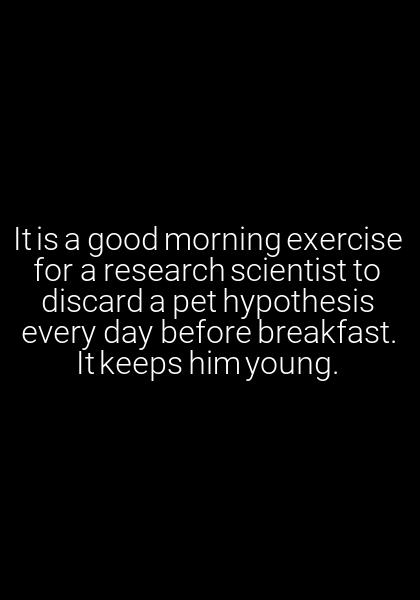 It is a good morning exercise
for a research scientist to
discard a pet hypothesis
every day before breakfast.
It keeps him young.